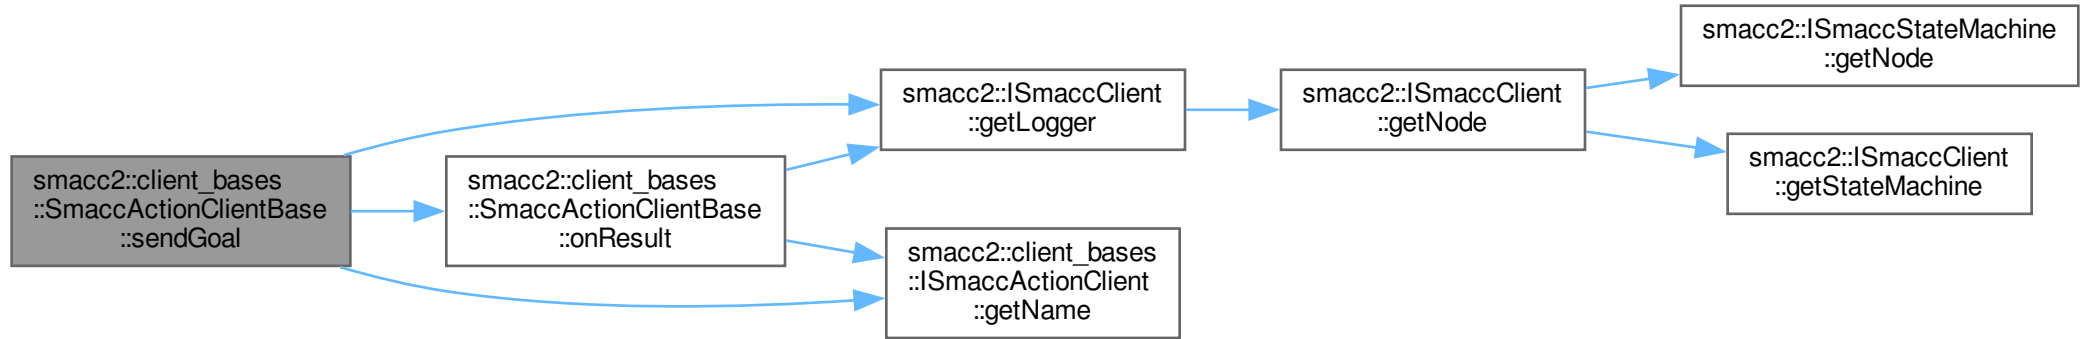 smacc2::client_bases
::SmaccActionClientBase
::sendGoal
smacc2::client_bases
::SmaccActionClientBase
::onResult
smacc2::ISmaccClient
::getLogger
smacc2::client_bases
::ISmaccActionClient
::getName
smacc2::ISmaccClient
::getNode
smacc2::ISmaccStateMachine
::getNode
smacc2::ISmaccClient
::getStateMachine